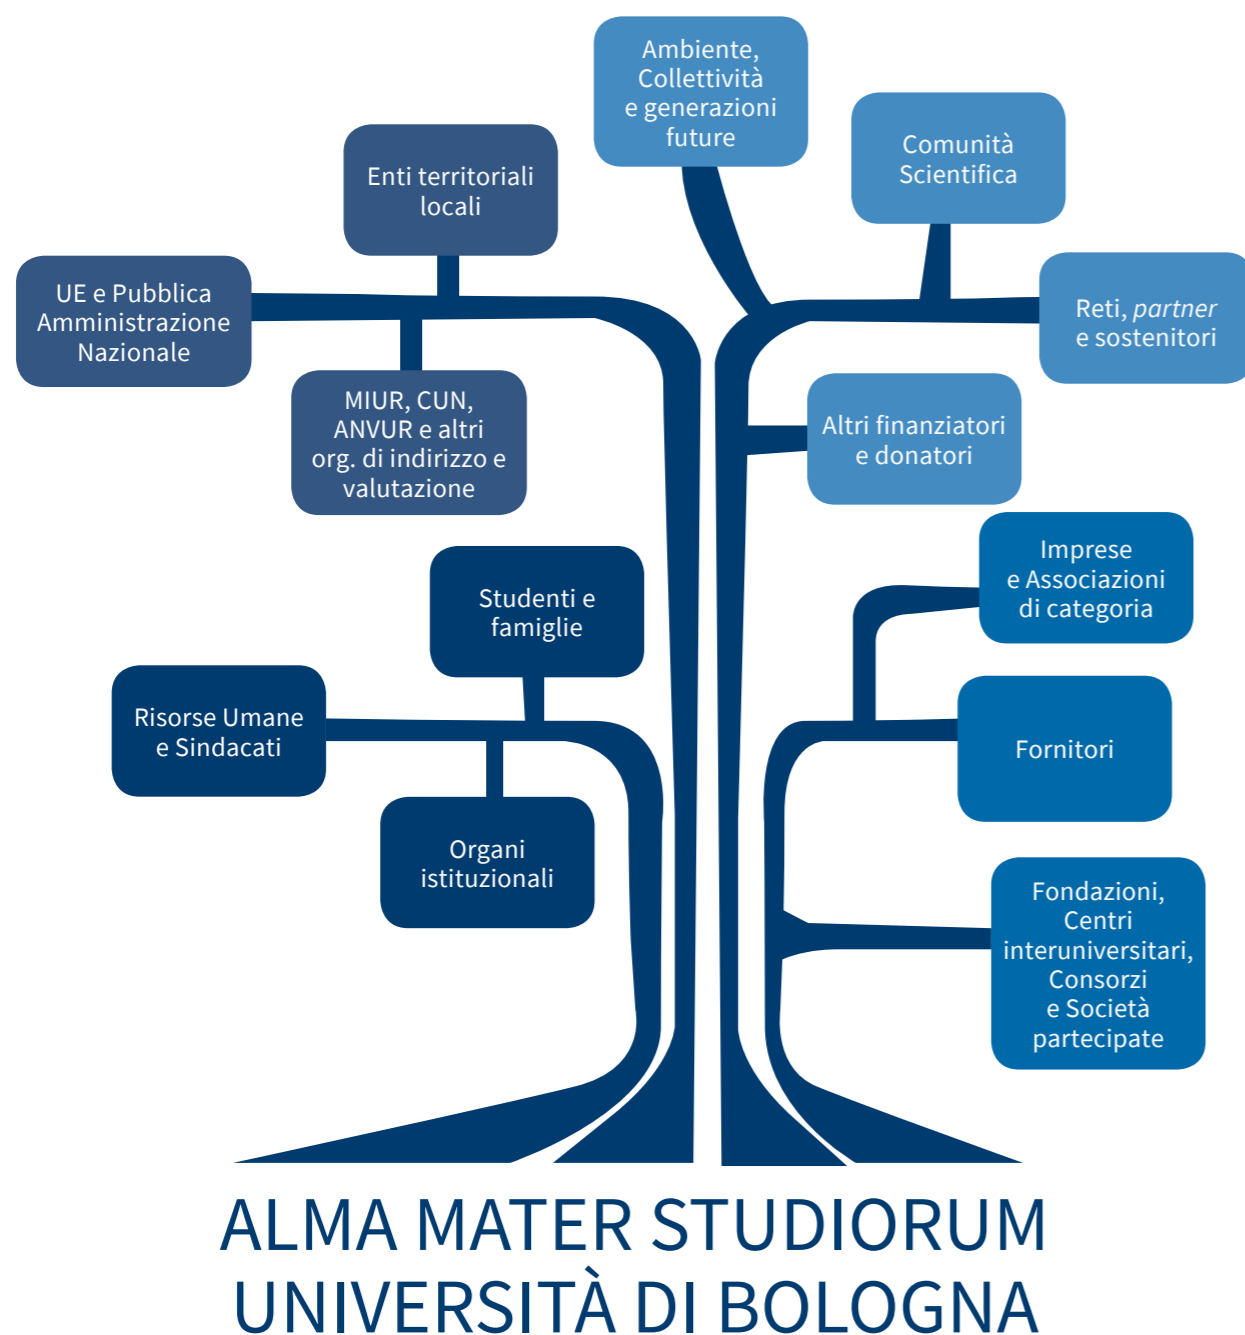 Ambiente,
Collettività
e generazioni
future
Comunità
Scientifica
Enti territoriali
locali
UE e Pubblica
Amministrazione
Nazionale
Reti, partner
e sostenitori
MIUR, CUN,
ANVUR e altri
org. di indirizzo e
valutazione
Altri finanziatori
e donatori
Imprese
e Associazioni
di categoria
Studenti e
famiglie
Risorse Umane
e Sindacati
Fornitori
Organi
istituzionali
Fondazioni,
Centri
interuniversitari,
Consorzi
e Società
partecipate
ALMA MATER STUDIORUM
UNIVERSITÀ DI BOLOGNA